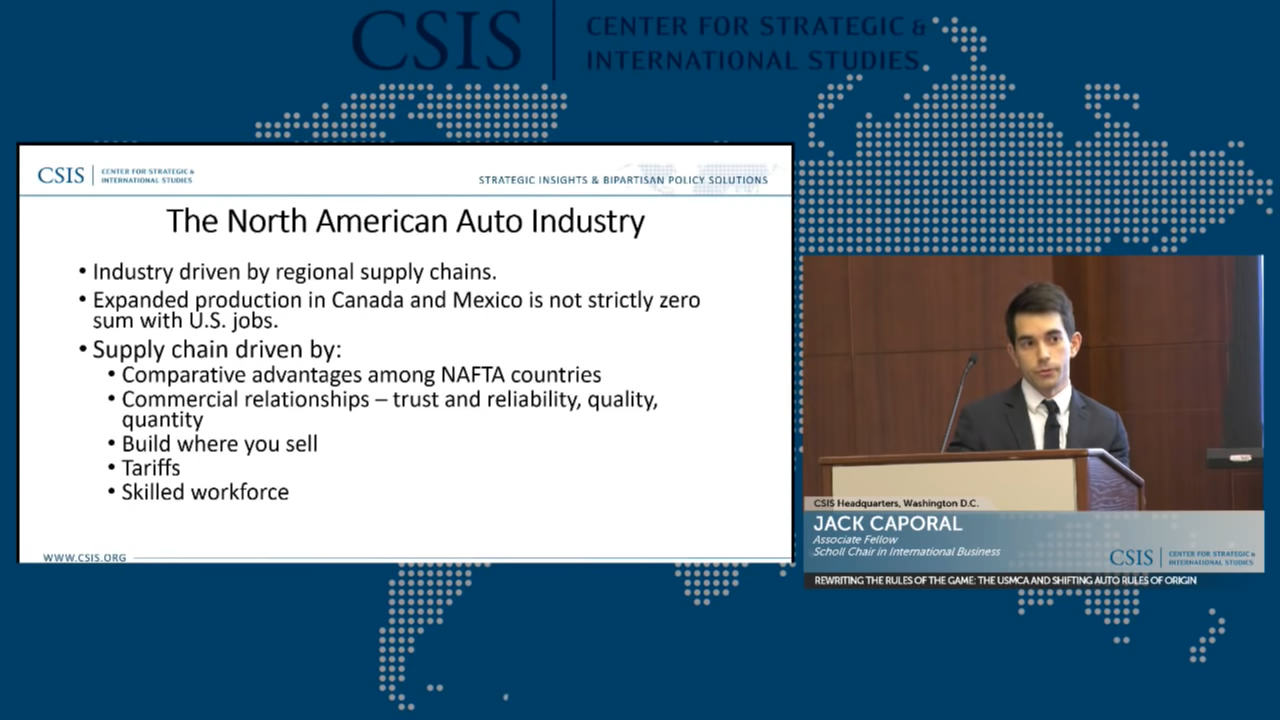 CSIS
CENTER FOR STRATEGIC &
INTERNATIONAL STUDIES
CSIS
CENTER FOR STRATEGIC &
INTERNATIONAL STUDIES
STRATEGIC INSIGHTS & BIPARTISAN POLICY SOLUTIONS
The North American Auto Industry
• Industry driven by regional supply chains.
• Expanded production in Canada and Mexico is not strictly zero
sum with U.S. jobs.
• Supply chain driven by:
• Comparative advantages among NAFTA countries
• Commercial relationships – trust and reliability, quality,
quantity
• Build where you sell
• Tariffs
• Skilled workforce
WWW.CSIS.ORG
CSIS Headquarters, Washington D.C.
JACK CAPORAL
Associate Fellow
Scholl Chair in International Business
CSIS
CENTER FOR STRATEGIC &
INTERNATIONAL STUDIES
REWRITING THE RULES OF THE GAME: THE USMCA AND SHIFTING AUTO RULES OF ORIGIN